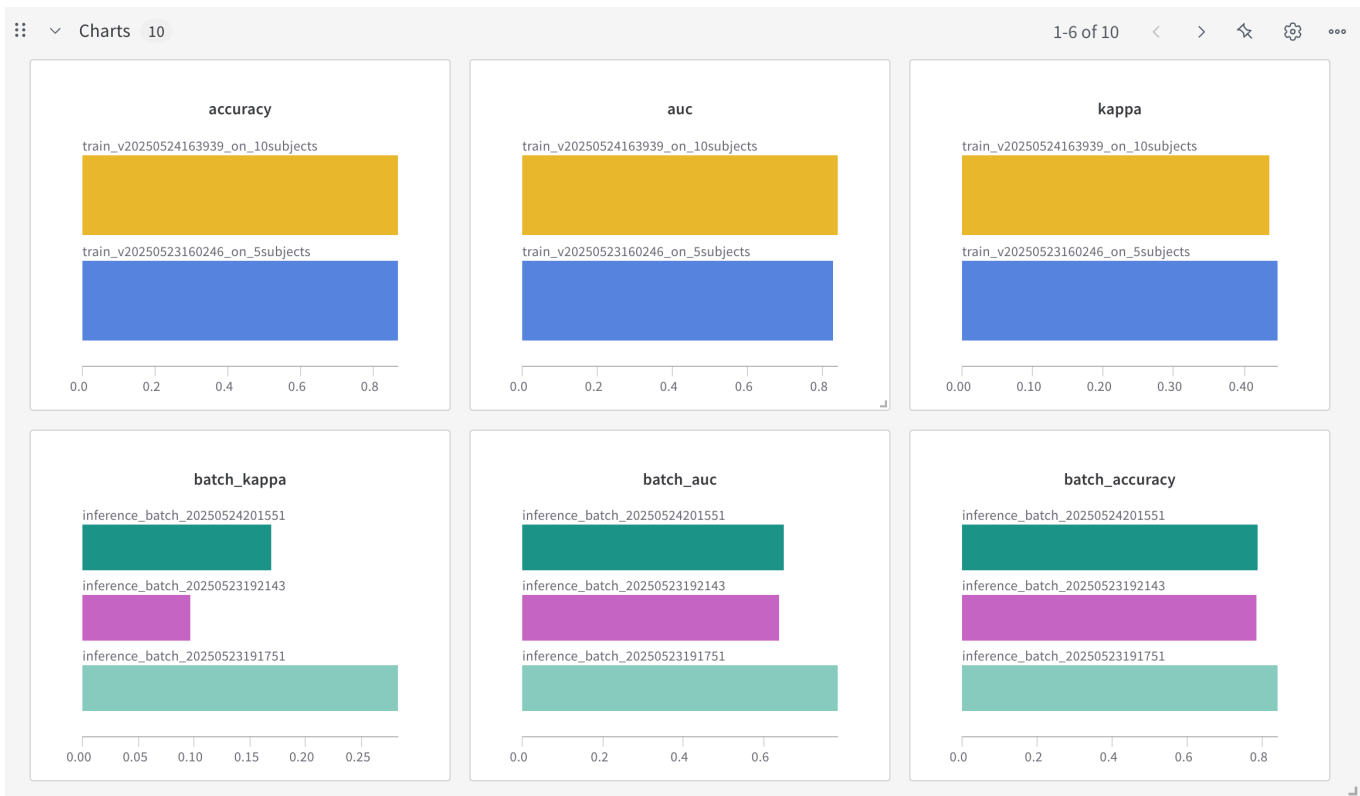 Charts 10
1-6 of 10
accuracy
train_v20250524163939_on_10subjects
train_v20250523160246_on_5subjects
0.0 0.2 0.4 0.6 0.8
auc
train_v20250524163939_on_10subjects
train_v20250523160246_on_5subjects
0.0 0.2 0.4 0.6 0.8
kappa
train_v20250524163939_on_10subjects
train_v20250523160246_on_5subjects
0.00 0.10 0.20 0.30 0.40
batch_kappa
inference_batch_20250524201551
inference_batch_20250523192143
inference_batch_20250523191751
0.00 0.05 0.10 0.15 0.20 0.25
batch_auc
inference_batch_20250524201551
inference_batch_20250523192143
inference_batch_20250523191751
0.0 0.2 0.4 0.6
batch_accuracy
inference_batch_20250524201551
inference_batch_20250523192143
inference_batch_20250523191751
0.0 0.2 0.4 0.6 0.8